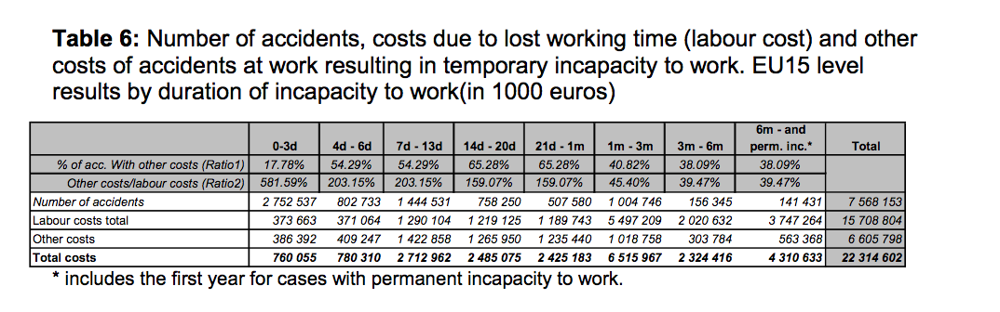 Table 6: Number of accidents, costs due to lost working time (labour cost) and other
costs of accidents at work resulting in temporary incapacity to work. EU15 level
results by duration of incapacity to work(in 1000 euros)
0-3d 4d - 6d 7d - 13d 14d - 20d 21d - 1m 1m - 3m 3m - 6m 6m - and perm. inc.* Total
% of acc. With other costs (Ratio1) 17.78% 54.29% 54.29% 65.28% 65.28% 40.82% 38.09% 38.09%
Other costs/labour costs (Ratio2) 581.59% 203.15% 203.15% 159.07% 159.07% 45.40% 39.47% 39.47%
Number of accidents 2 752 537 802 733 1 444 531 758 250 507 580 1 004 746 156 345 141 431 7 568 153
Labour costs total 373 663 371 064 1 290 104 1 219 125 1 189 743 5 497 209 2 020 632 3 747 264 15 708 804
Other costs 386 392 409 247 1 422 858 1 265 950 1 235 440 1 018 758 303 784 563 368 6 605 798
Total costs 760 055 780 310 2 712 962 2 485 075 2 425 183 6 515 967 2 324 416 4 310 633 22 314 602
* includes the first year for cases with permanent incapacity to work.